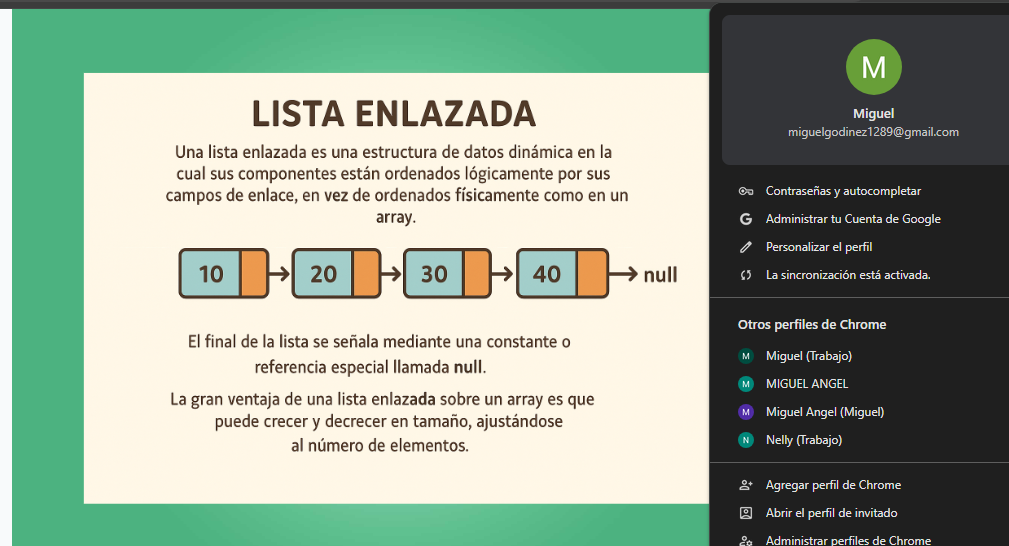 LISTA ENLAZADA
Una lista enlazada es una estructura de datos dinámica en la
cual sus componentes están ordenados lógicamente por sus
campos de enlace, en vez de ordenados físicamente como en un
array.
10 20 30 40 null
El final de la lista se señala mediante una constante o
referencia especial llamada null.
La gran ventaja de una lista enlazada sobre un array es que
puede crecer y decrecer en tamaño, ajustándose
al número de elementos.
M
Miguel
miguelgodinez1289@gmail.com
Contraseñas y autocompletar
G Administrar tu Cuenta de Google
Personalizar el perfil
La sincronización está activada.
Otros perfiles de Chrome
M Miguel (Trabajo)
M MIGUEL ANGEL
M Miguel Angel (Miguel)
N Nelly (Trabajo)
Agregar perfil de Chrome
Abrir el perfil de invitado
Administrar perfiles de Chrome